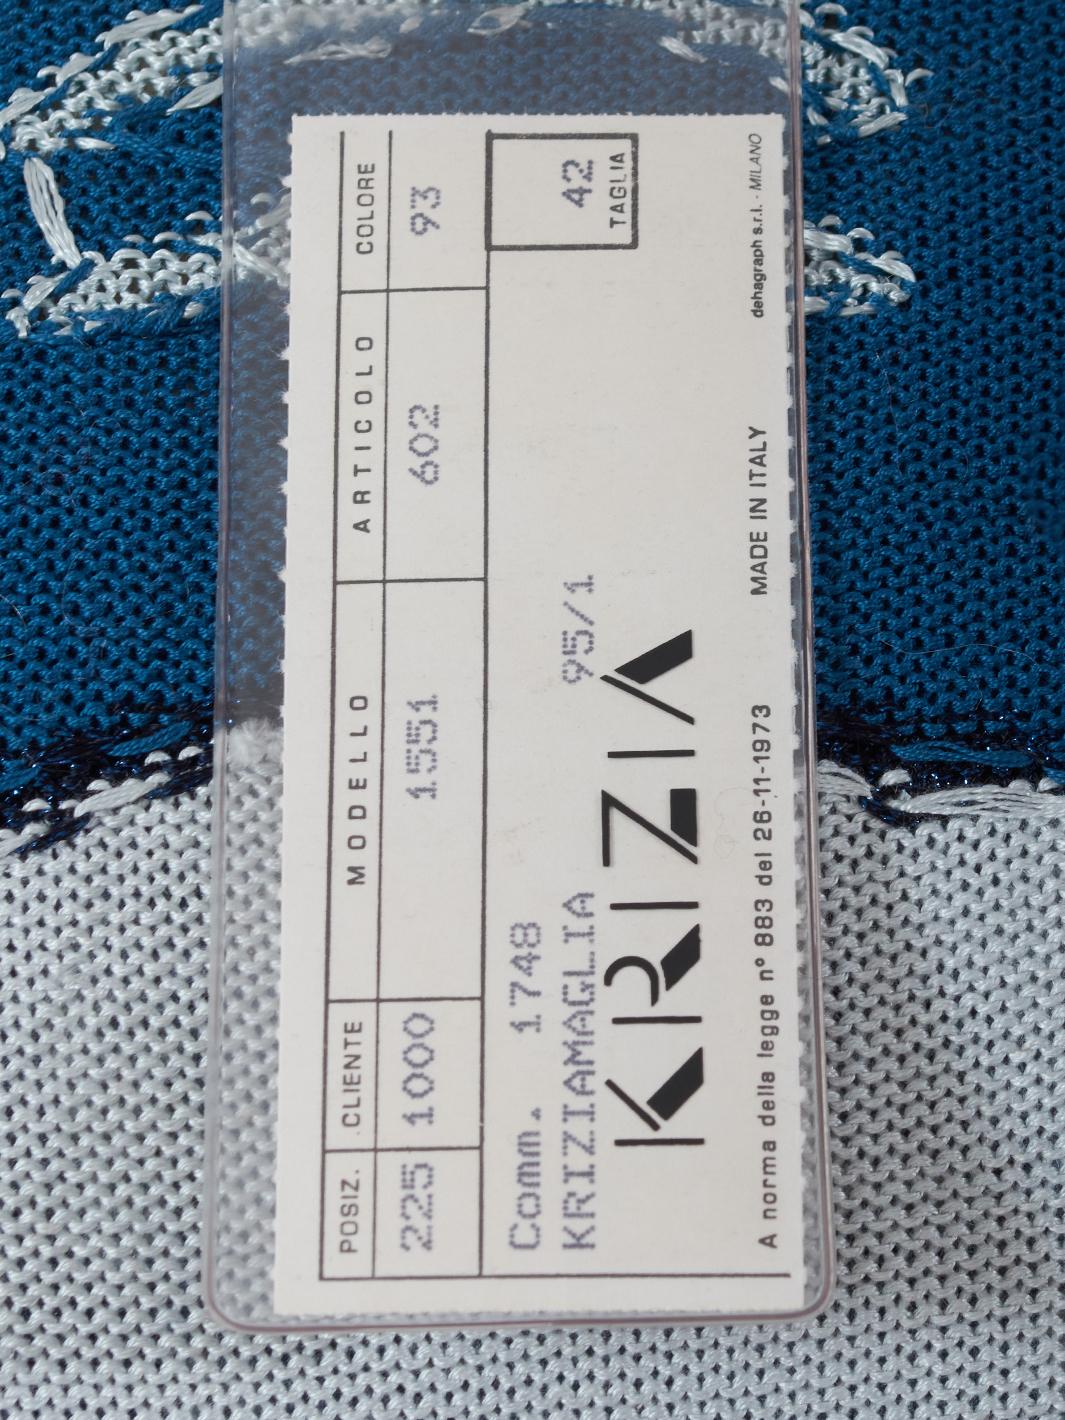 POSIZ. CLIENTE MODELLO ARTICOLO COLORE
225 1000 1551 602 93
Comm. 1748
KRIZIAMAGLIA 95/1
42
TAGLIA
KRIZIA
A norma della legge n° 883 del 26-11-1973 MADE IN ITALY dehagraph s.r.l. - MILANO